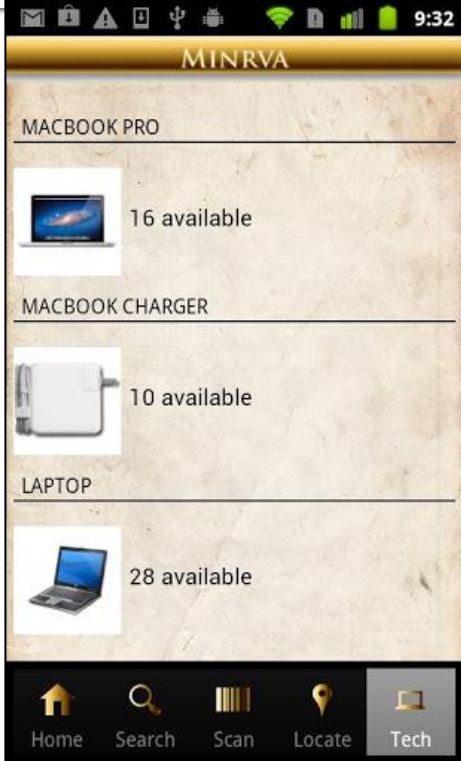 9:32
MINRVA
MACBOOK PRO
16 available
MACBOOK CHARGER
10 available
LAPTOP
28 available
Home Search Scan Locate Tech